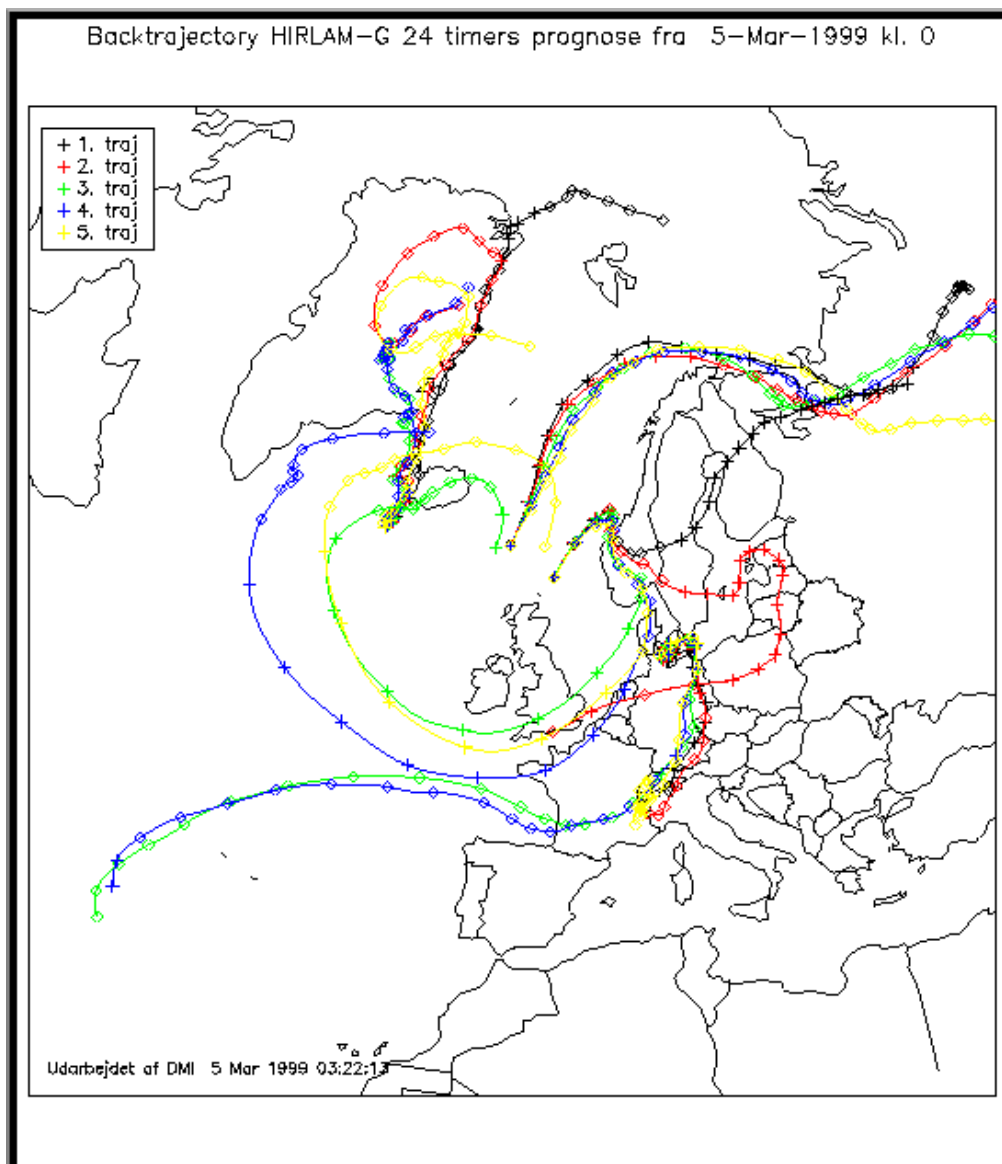 Backtrajectory HIRLAM-G 24 timers prognose fra 5-Mar-1999 kl. 0
+ 1. traj
+ 2. traj
+ 3. traj
+ 4. traj
+ 5. traj
Udarbejdet af DMI 5 Mar 1999 03:22:13